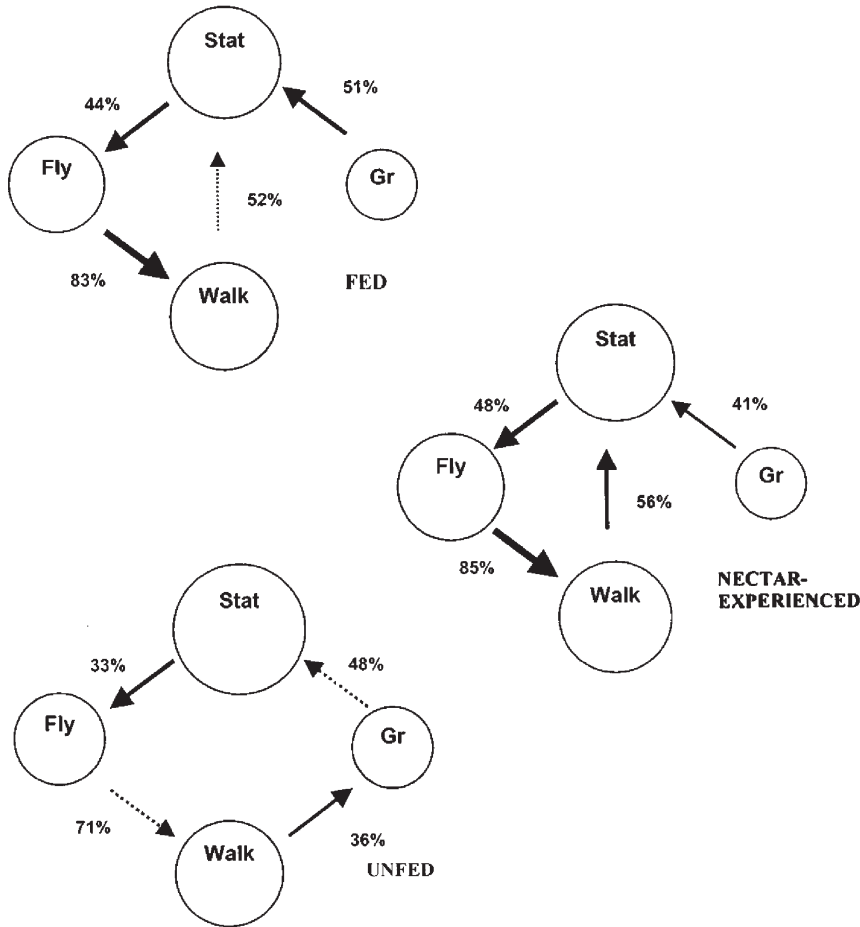 Stat
44%
51%
Fly
Gr
52%
83%
Walk
FED
Stat
48%
41%
Fly
Gr
56%
85%
Walk
NECTAR-
EXPERIENCED
Stat
33%
48%
Fly
Gr
71%
Walk
36%
UNFED